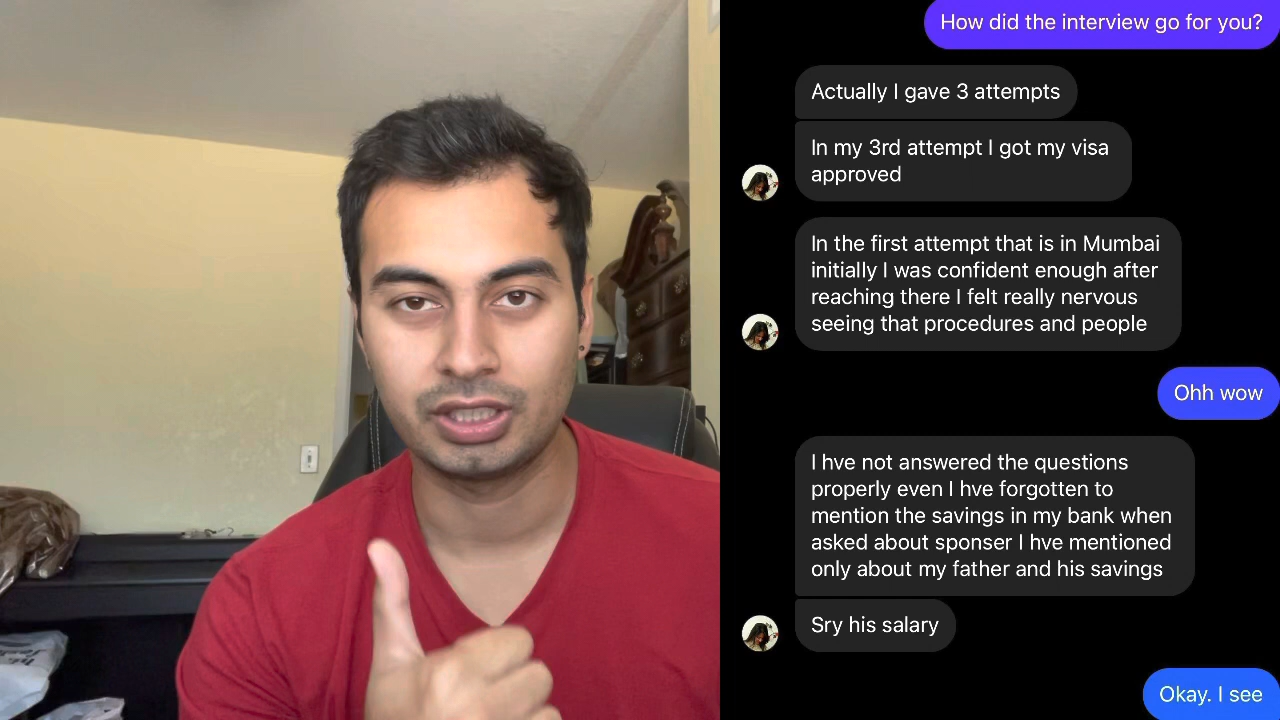 How did the interview go for you?
Actually I gave 3 attempts
In my 3rd attempt I got my visa
approved
In the first attempt that is in Mumbai
initially I was confident enough after
reaching there I felt really nervous
seeing that procedures and people
Ohh wow
I hve not answered the questions
properly even I hve forgotten to
mention the savings in my bank when
asked about sponser I hve mentioned
only about my father and his savings
Sry his salary
Okay. I see